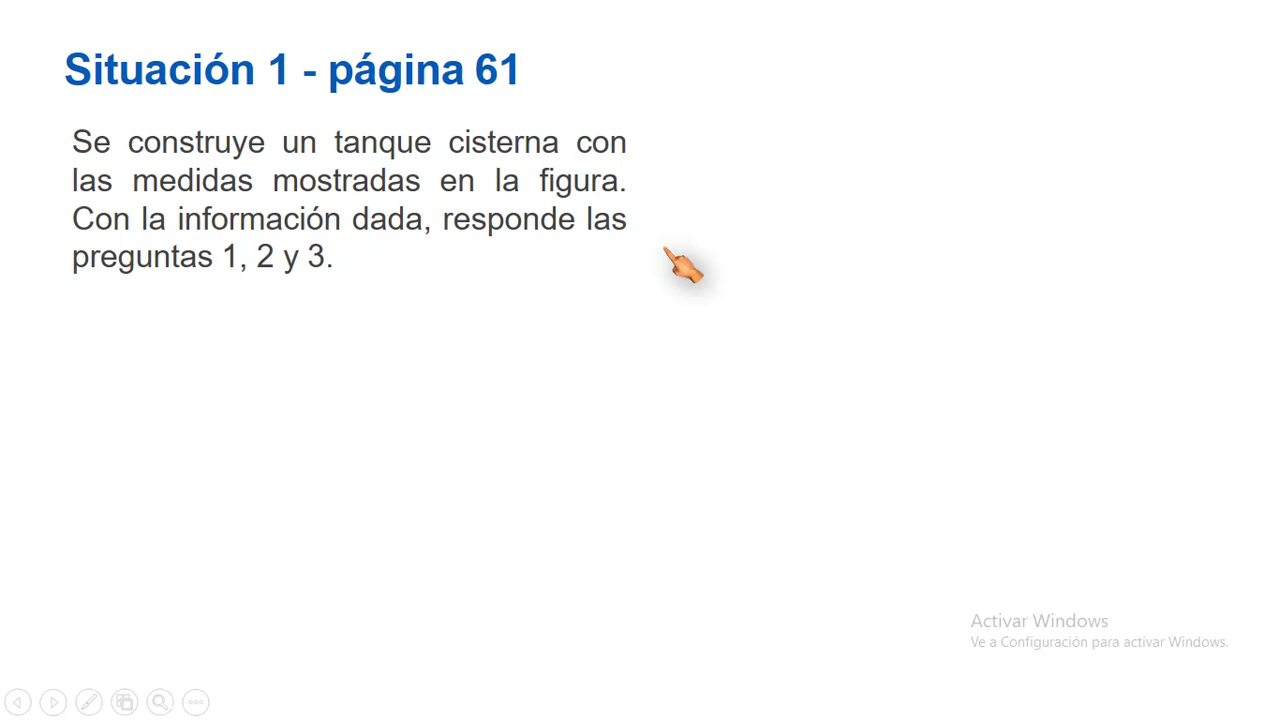 Situación 1 - página 61
Se construye un tanque cisterna con
las medidas mostradas en la figura.
Con la información dada, responde las
preguntas 1, 2 y 3.
Activar Windows
Ve a Configuración para activar Windows.